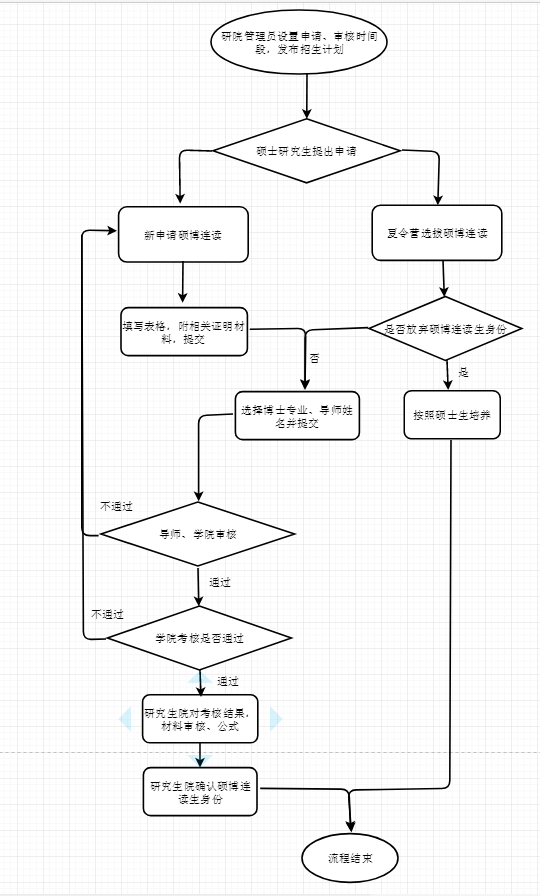 研院管理员设置申请、审核时间
段，发布招生计划
硕士研究生提出申请
新申请硕博连读
夏令营选拔硕博连读
填写表格，附相关证明材
料，提交
是否放弃硕博连读生身份
否
是
选择博士专业、导师姓
名并提交
按照硕士生培养
不通过
导师、学院审核
通过
不通过
学院考核是否通过
通过
研究生院对考核结果，
材料审核、公式
研究生院确认硕博连
读生身份
流程结束